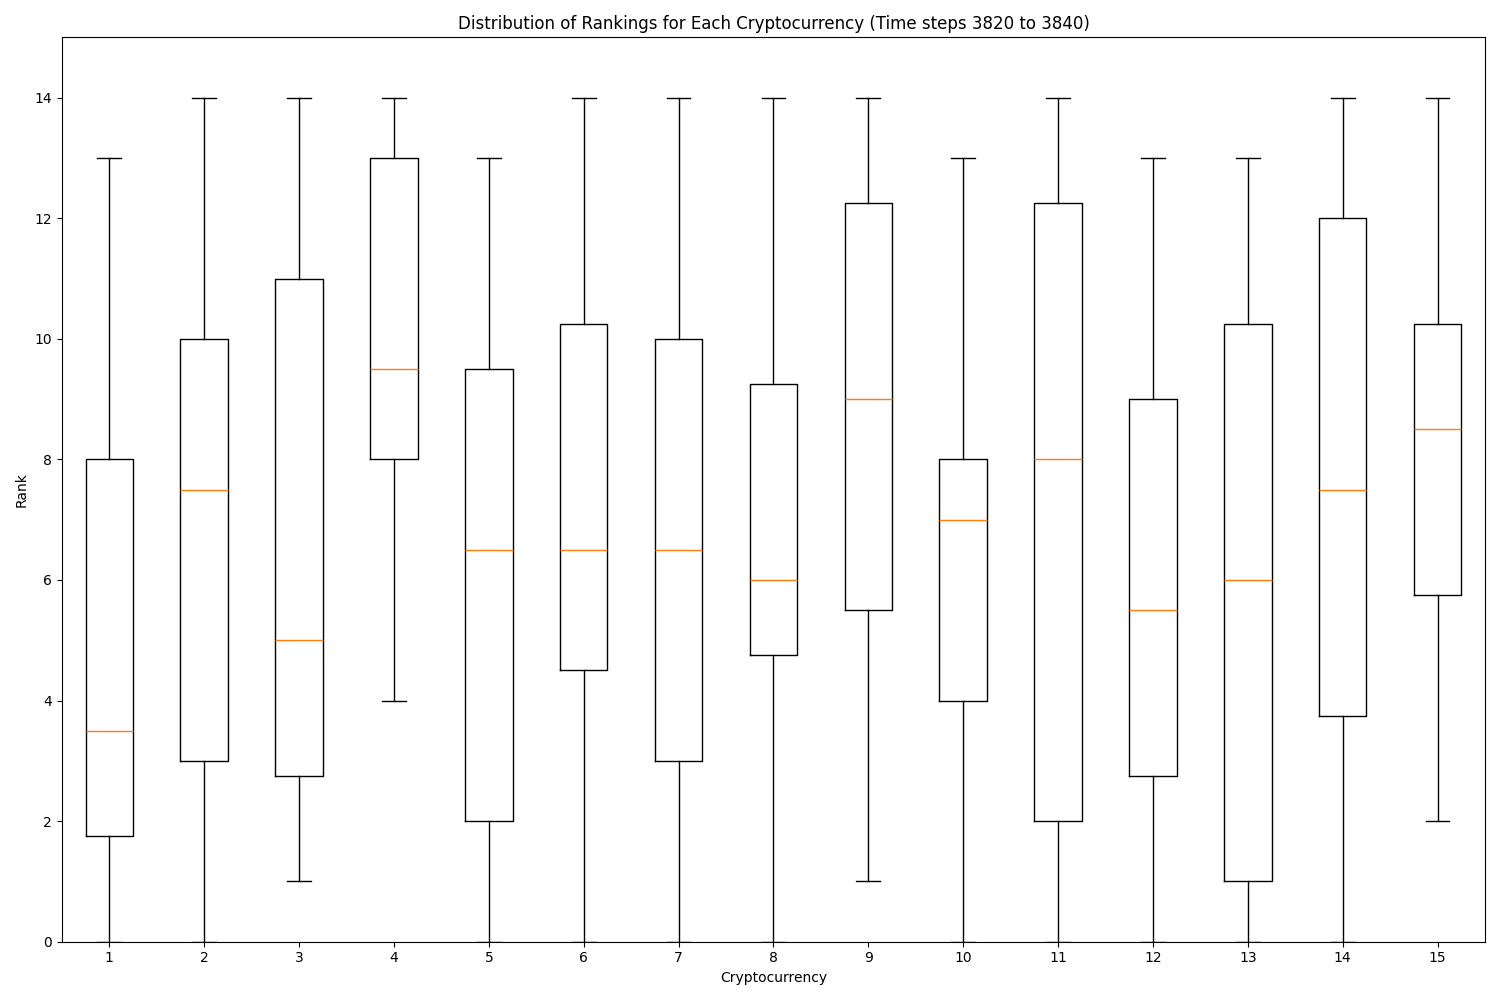 Distribution of Rankings for Each Cryptocurrency (Time steps 3820 to 3840)
14
12
10
8
6
4
2
0
Rank
1 2 3 4 5 6 7 8 9 10 11 12 13 14 15
Cryptocurrency